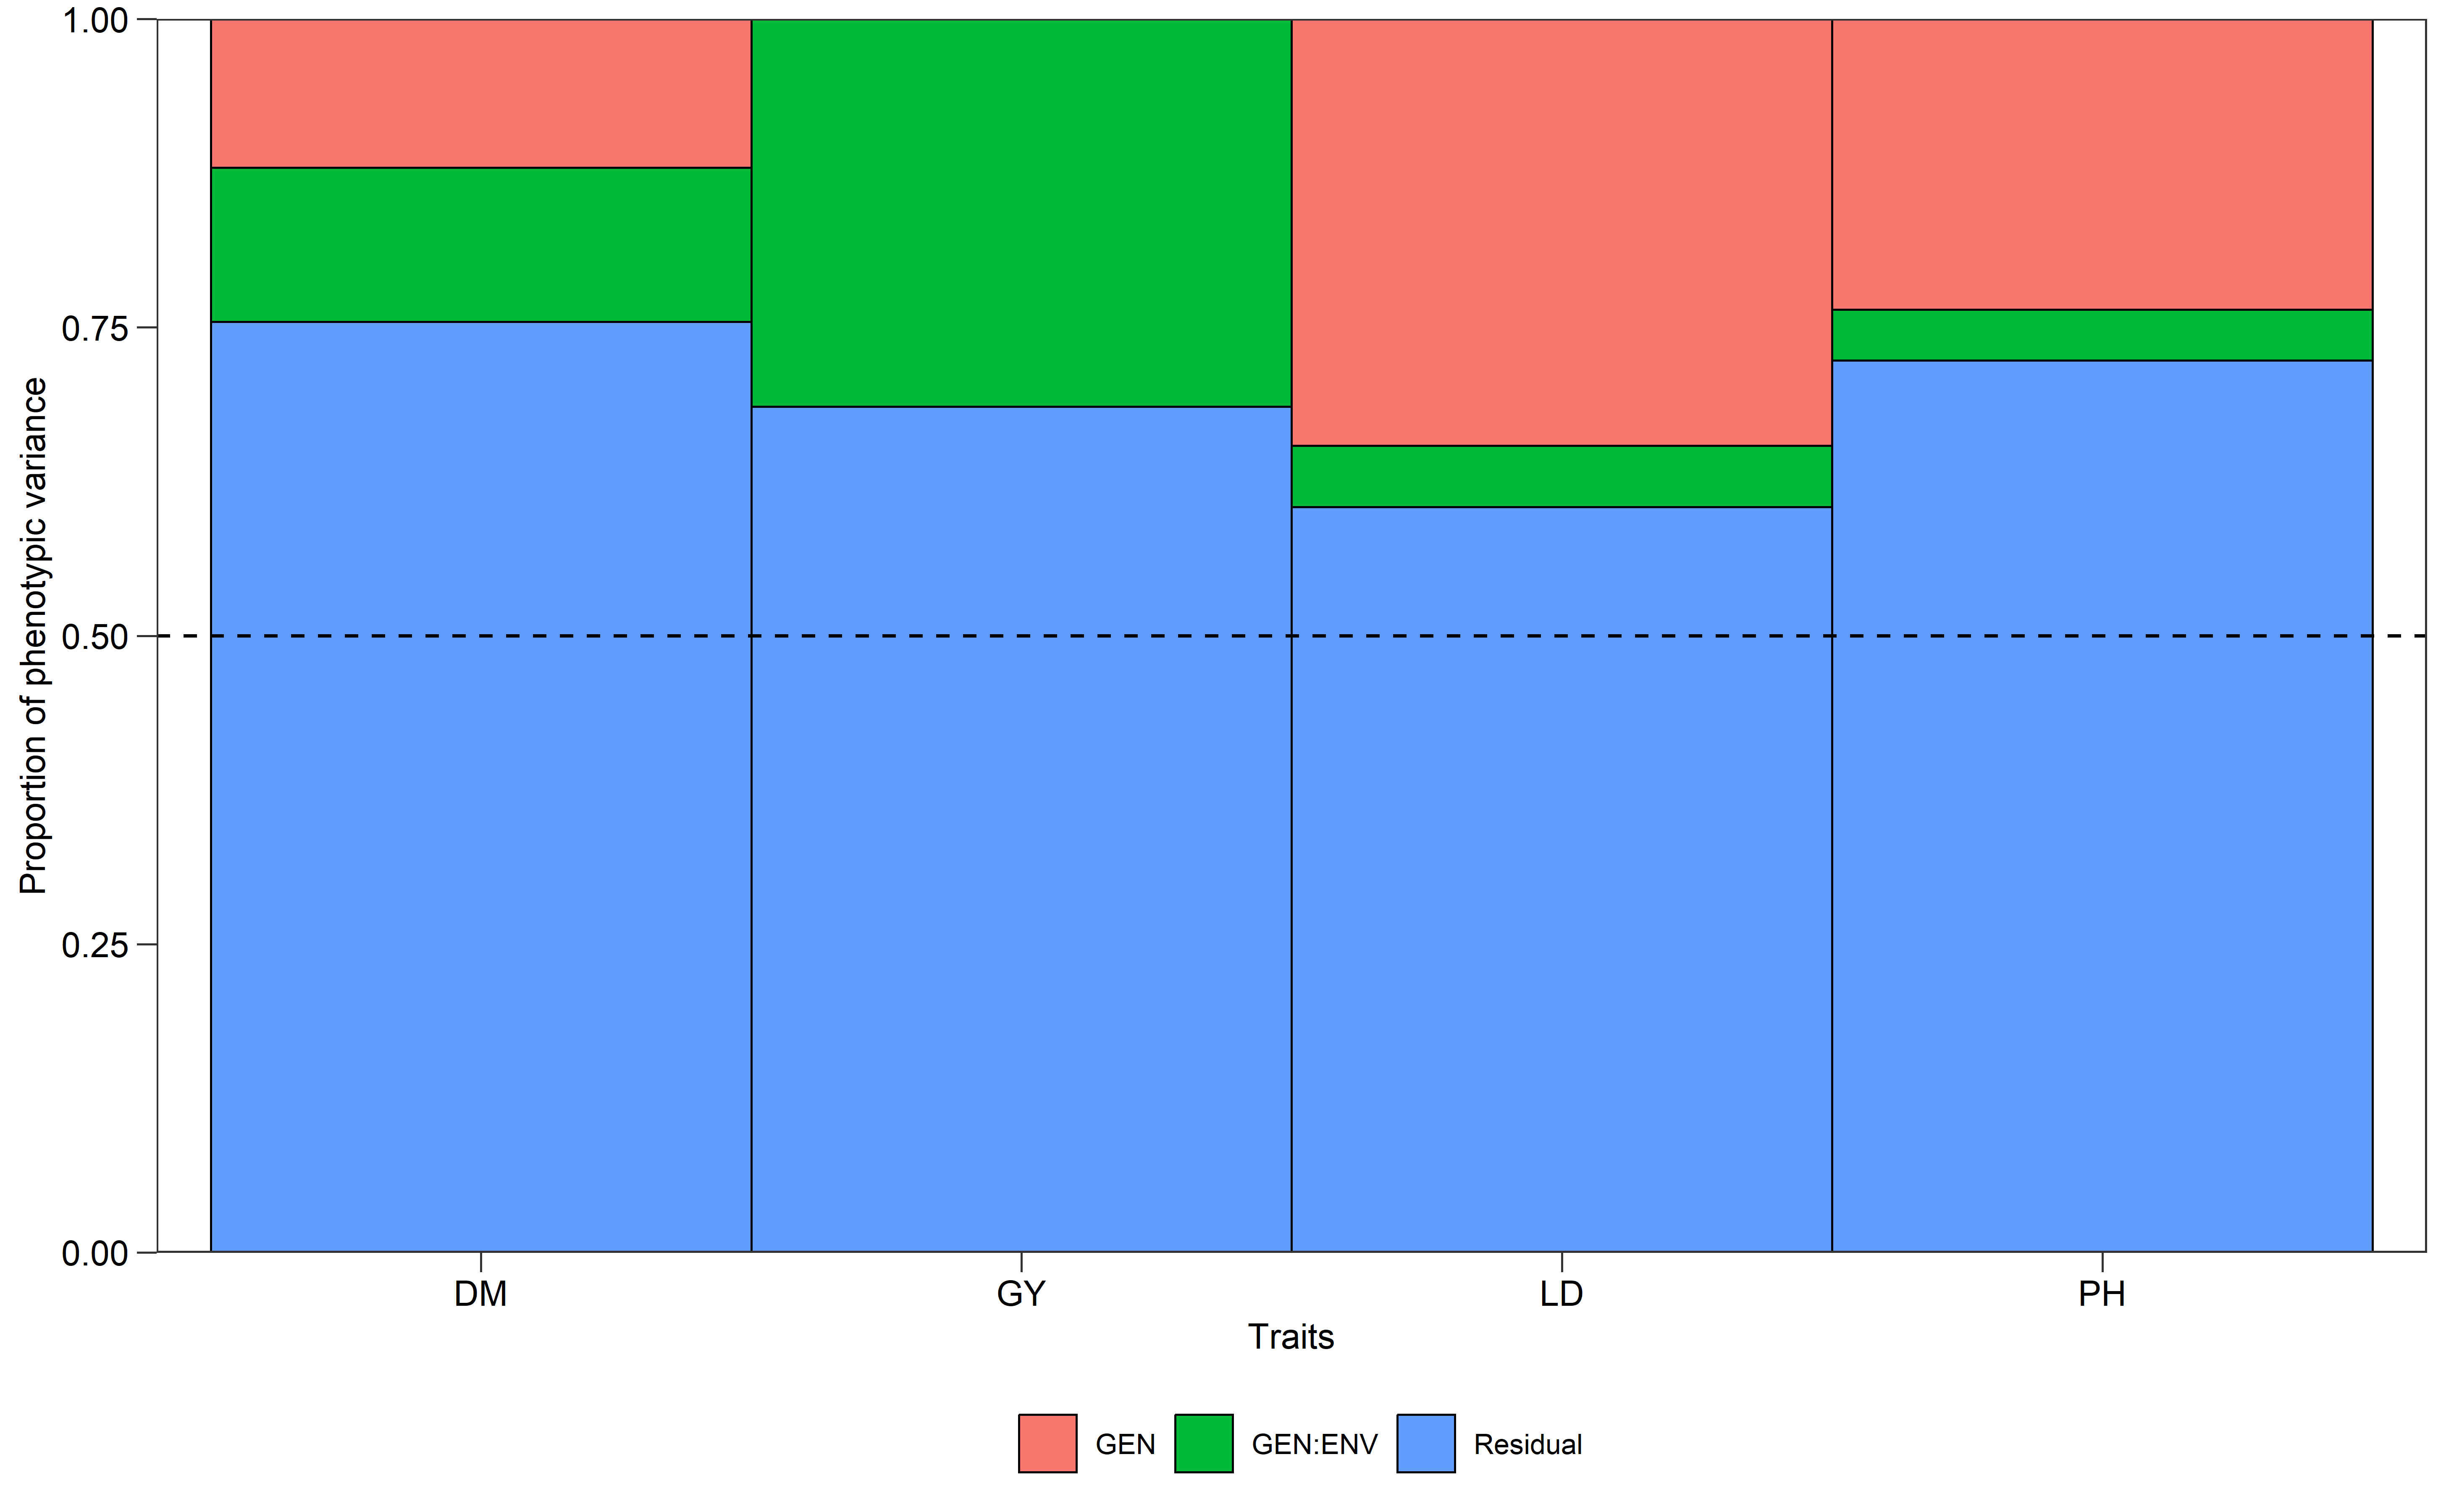 Proportion of phenotypic variance
1.00
0.75
0.50
0.25
0.00
DM GY LD PH
Traits
GEN GEN:ENV Residual